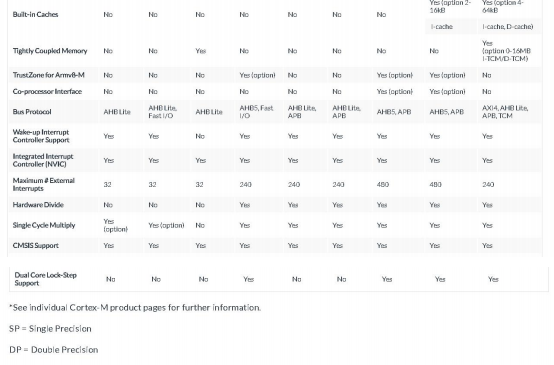 Yes (option 2-16kB Yes (option 4-64kB
Built-in Caches No No No No No No No
I-cache I-cache, D-cache)
Tightly Coupled Memory No No Yes No No No No No Yes (option 0-16MB I-TCM/D-TCM)
TrustZone for Armv8-M No No No Yes (option) No No Yes (option) Yes (option) No
Co-processor Interface No No No No No No Yes (option) Yes (option) No
Bus Protocol AHB Lite AHB Lite, Fast I/O AHB Lite AHB5, Fast I/O AHB Lite, APB AHB Lite, APB AHB5, APB AHB5, APB AXI4, AHB Lite, APB, TCM
Wake-up Interrupt Controller Support Yes Yes No Yes Yes Yes Yes Yes Yes
Integrated Interrupt Controller (NVIC) Yes Yes Yes Yes Yes Yes Yes Yes Yes
Maximum # External Interrupts 32 32 32 240 240 240 480 480 240
Hardware Divide No No No Yes Yes Yes Yes Yes Yes
Single Cycle Multiply Yes (option) Yes (option) No Yes Yes Yes Yes Yes Yes
CMSIS Support Yes Yes Yes Yes Yes Yes Yes Yes Yes
Dual Core Lock-Step Support No No No Yes No No Yes Yes Yes
*See individual Cortex-M product pages for further information.
SP = Single Precision
DP = Double Precision